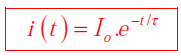 i(t) = I_o.e^{-t/τ}